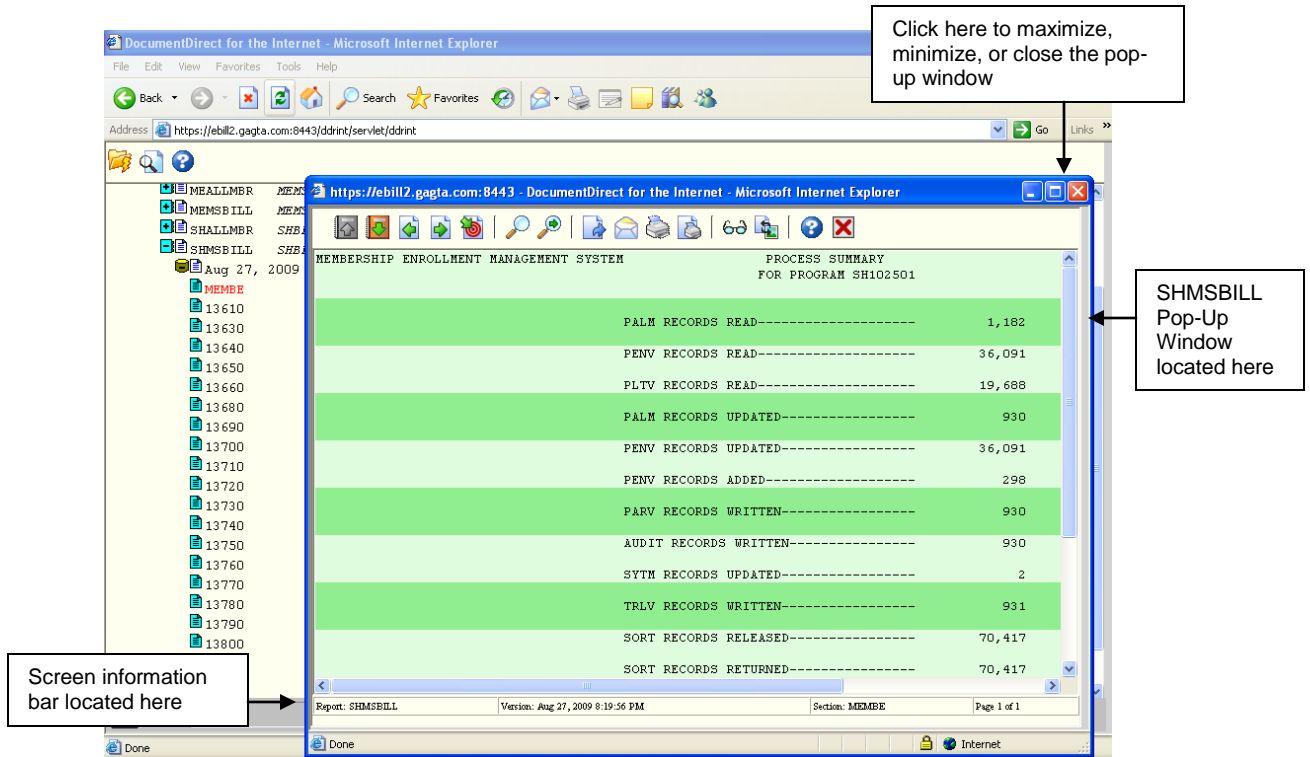 Click here to maximize,
minimize, or close the pop-
up window
DocumentDirect for the Internet - Microsoft Internet Explorer
File Edit View Favorites Tools Help
Back Search Favorites
Address https://ebill2.gagta.com:8443/ddrint/servlet/ddrint Go Links »
MEALLMBR MEMS
MEMSBILL MEMS
SHALLMBR SHBI
SHMSBILL SHBI
Aug 27, 2009
MEMBE
13610
13630
13640
13650
13660
13680
13690
13700
13710
13720
13730
13740
13750
13760
13770
13780
13790
13800
https://ebill2.gagta.com:8443 - DocumentDirect for the Internet - Microsoft Internet Explorer
MEMBERSHIP ENROLLMENT MANAGEMENT SYSTEM PROCESS SUMMARY
FOR PROGRAM SH102501
PALM RECORDS READ-------------------- 1,182
PENV RECORDS READ-------------------- 36,091
PLTV RECORDS READ-------------------- 19,688
PALM RECORDS UPDATED----------------- 930
PENV RECORDS UPDATED----------------- 36,091
PENV RECORDS ADDED------------------- 298
PARV RECORDS WRITTEN----------------- 930
AUDIT RECORDS WRITTEN---------------- 930
SYTM RECORDS UPDATED----------------- 2
TRLV RECORDS WRITTEN----------------- 931
SORT RECORDS RELEASED---------------- 70,417
SORT RECORDS RETURNED---------------- 70,417
Report: SHMSBILL Version: Aug 27, 2009 8:19:56 PM Section: MEMBE Page 1 of 1
Done Internet
Done
SHMSBILL
Pop-Up
Window
located here
Screen information
bar located here